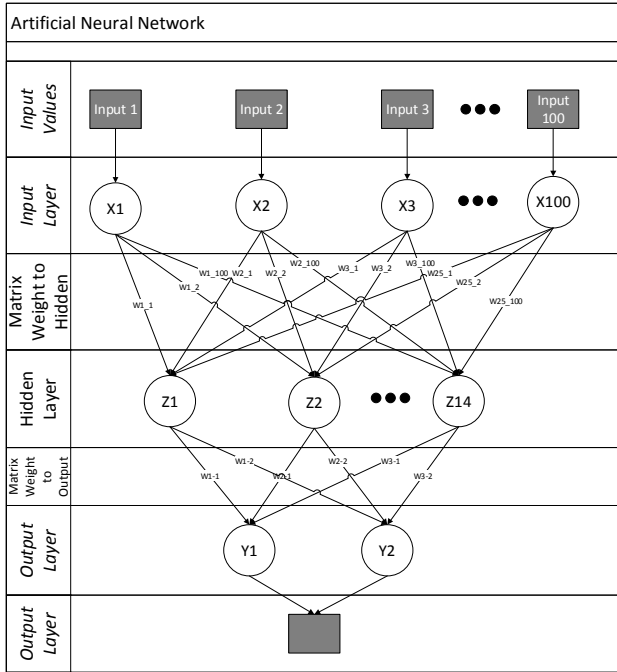 Artificial Neural Network
Input
Values
Input 1
Input 2
Input 3
Input
100
Input
Layer
X1
X2
X3
X100
Matrix
Weight to
Hidden
W1_1
W1_2
W1_100
W2_1
W2_2
W2_100
W3_1
W3_2
W3_100
W25_1
W25_2
W25_100
Hidden
Layer
Z1
Z2
Z14
Matrix
Weight
to
Output
W1-1
W1-2
W2-1
W2-2
W3-1
W3-2
Output
Layer
Y1
Y2
Output
Layer